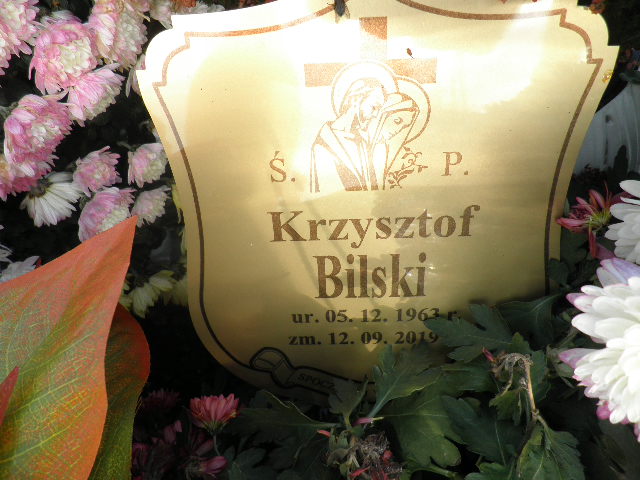 Ś. P.
Krzysztof
Bilski
ur. 05. 12. 1963 r.
zm. 12. 09. 2019